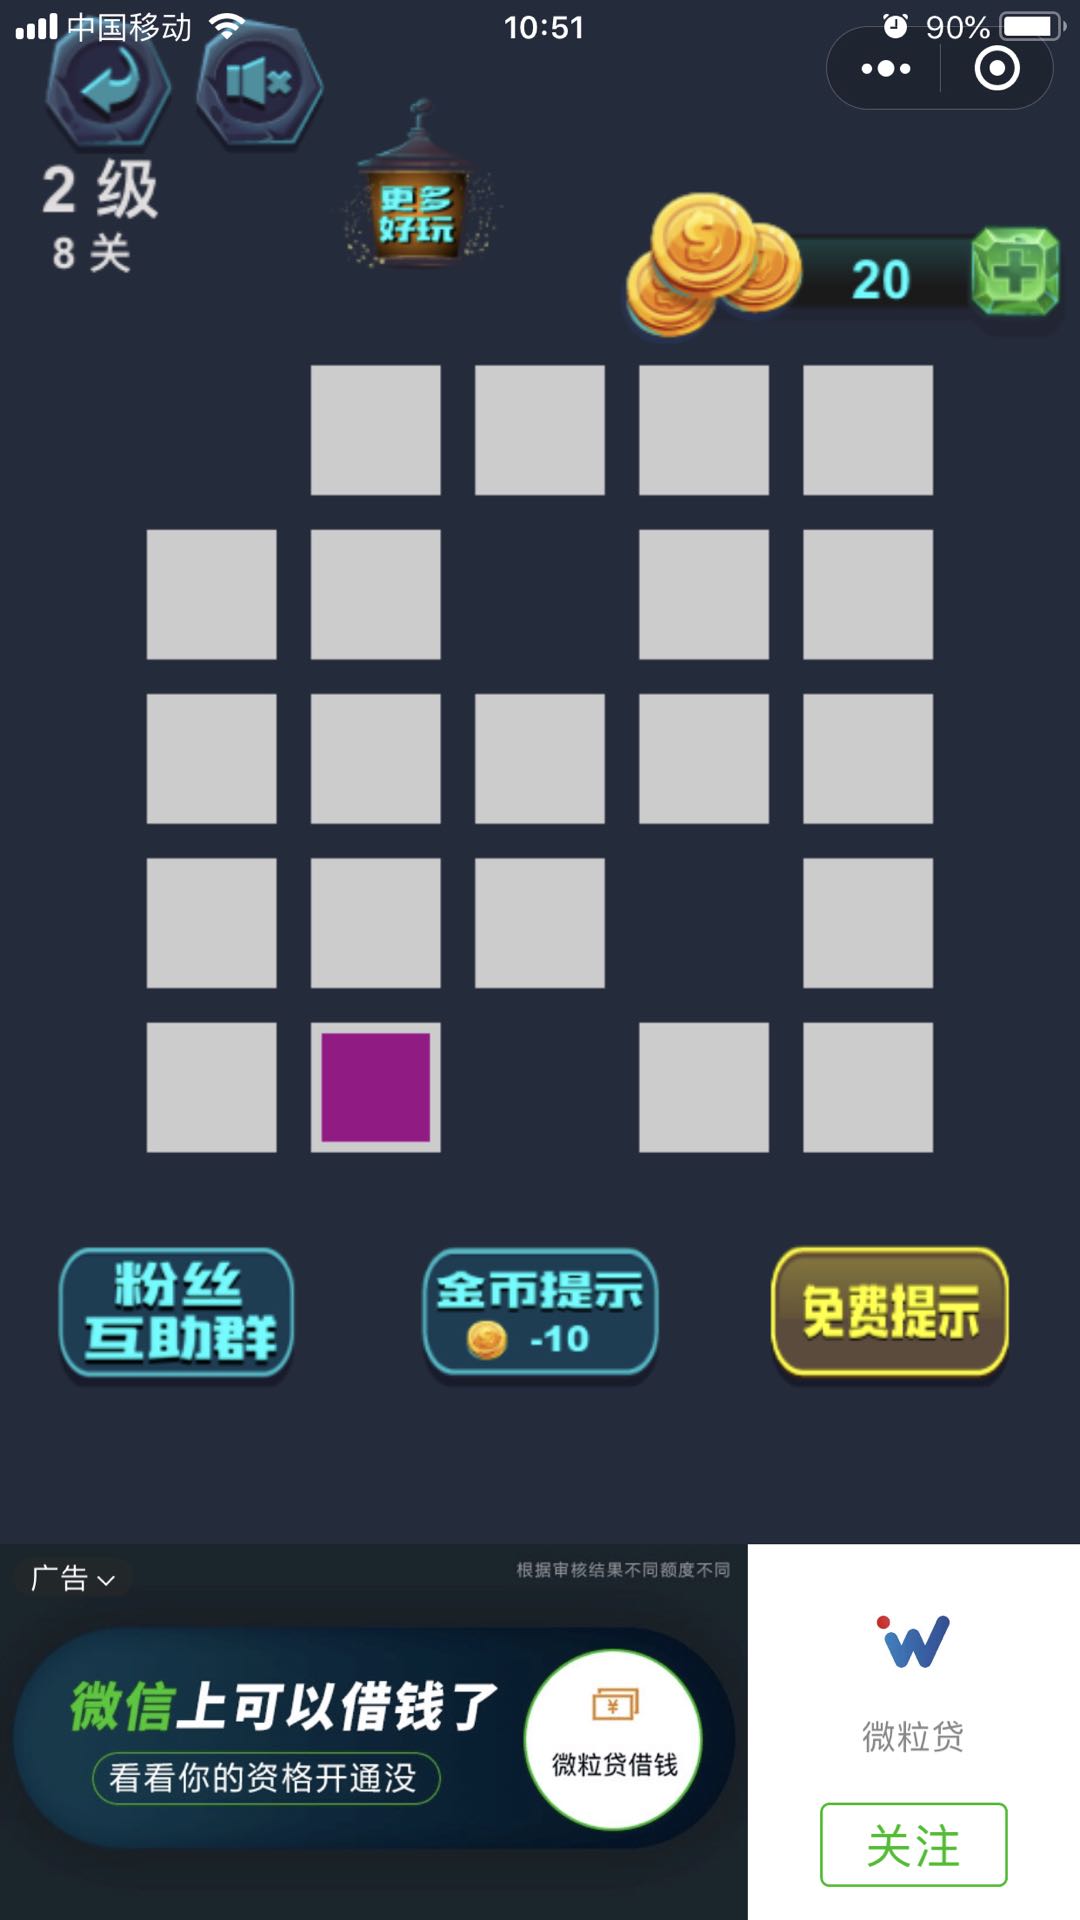 中国移动 10:51 90%
2 级
8 关
更多
好玩
20
粉丝
互助群
金币提示
-10
免费提示
广告
根据审核结果不同额度不同
微信上可以借钱了
看看你的资格开通没
微粒贷借钱
微粒贷
关注